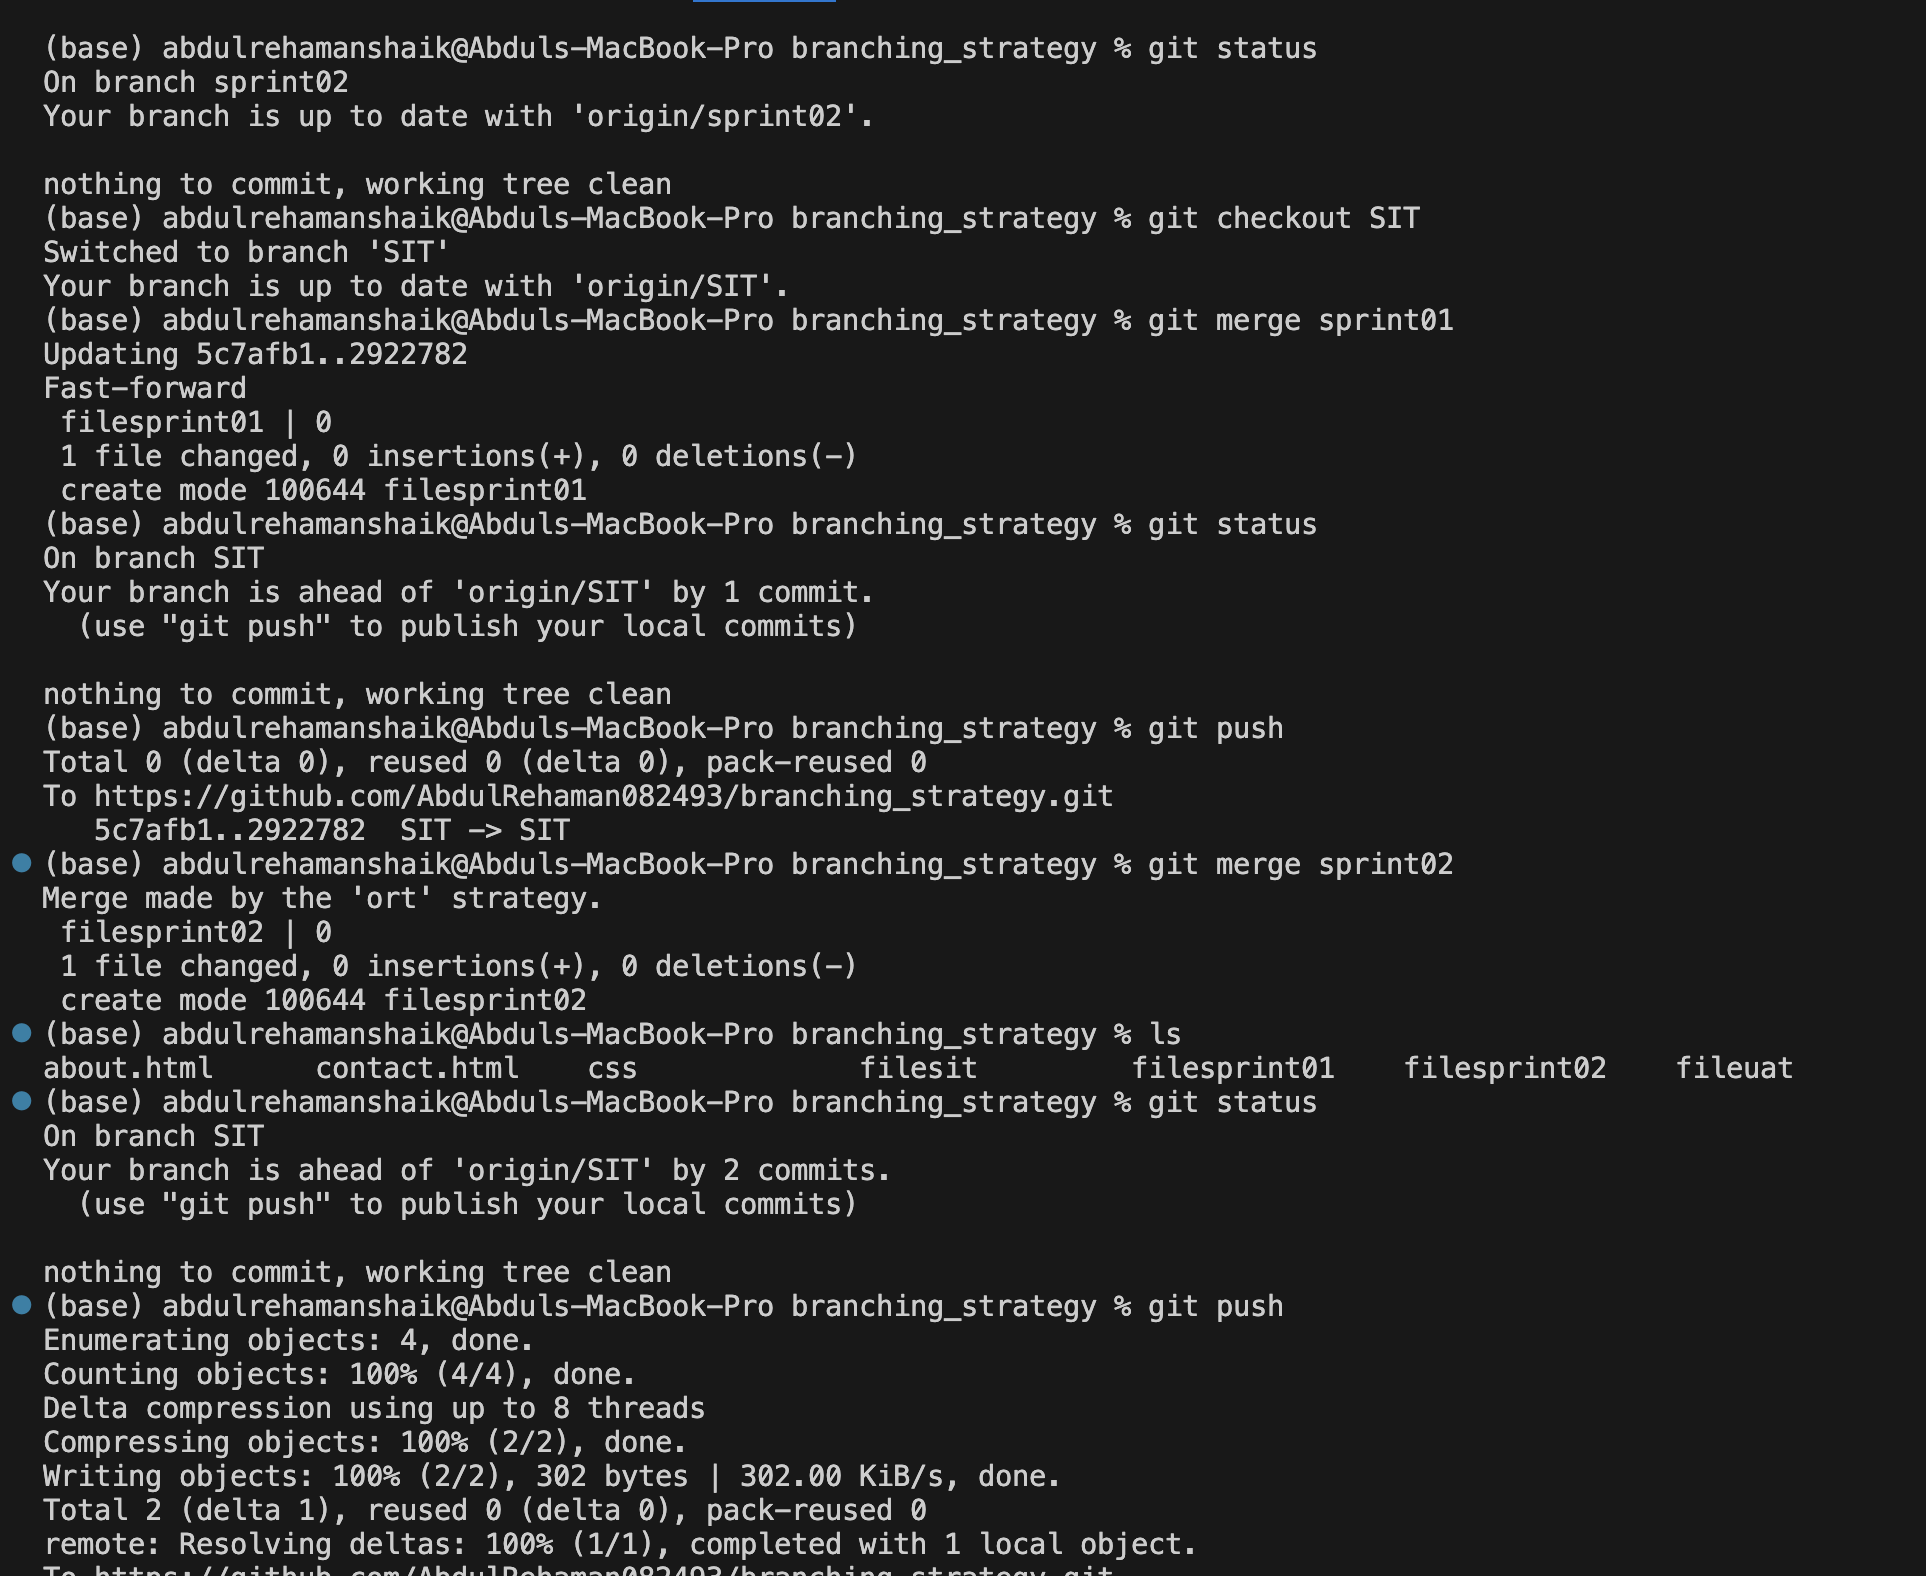 (base) abdulrehamanshaik@Abduls-MacBook-Pro branching_strategy % git status
On branch sprint02
Your branch is up to date with 'origin/sprint02'.
nothing to commit, working tree clean
(base) abdulrehamanshaik@Abduls-MacBook-Pro branching_strategy % git checkout SIT
Switched to branch 'SIT'
Your branch is up to date with 'origin/SIT'.
(base) abdulrehamanshaik@Abduls-MacBook-Pro branching_strategy % git merge sprint01
Updating 5c7afb1..2922782
Fast-forward
 filesprint01 | 0
 1 file changed, 0 insertions(+), 0 deletions(-)
 create mode 100644 filesprint01
(base) abdulrehamanshaik@Abduls-MacBook-Pro branching_strategy % git status
On branch SIT
Your branch is ahead of 'origin/SIT' by 1 commit.
  (use "git push" to publish your local commits)
nothing to commit, working tree clean
(base) abdulrehamanshaik@Abduls-MacBook-Pro branching_strategy % git push
Total 0 (delta 0), reused 0 (delta 0), pack-reused 0
To https://github.com/AbdulRehaman082493/branching_strategy.git
   5c7afb1..2922782  SIT -> SIT
(base) abdulrehamanshaik@Abduls-MacBook-Pro branching_strategy % git merge sprint02
Merge made by the 'ort' strategy.
 filesprint02 | 0
 1 file changed, 0 insertions(+), 0 deletions(-)
 create mode 100644 filesprint02
(base) abdulrehamanshaik@Abduls-MacBook-Pro branching_strategy % ls
about.html      contact.html    css             filesit         filesprint01    filesprint02    fileuat
(base) abdulrehamanshaik@Abduls-MacBook-Pro branching_strategy % git status
On branch SIT
Your branch is ahead of 'origin/SIT' by 2 commits.
  (use "git push" to publish your local commits)
nothing to commit, working tree clean
(base) abdulrehamanshaik@Abduls-MacBook-Pro branching_strategy % git push
Enumerating objects: 4, done.
Counting objects: 100% (4/4), done.
Delta compression using up to 8 threads
Compressing objects: 100% (2/2), done.
Writing objects: 100% (2/2), 302 bytes | 302.00 KiB/s, done.
Total 2 (delta 1), reused 0 (delta 0), pack-reused 0
remote: Resolving deltas: 100% (1/1), completed with 1 local object.
To https://github.com/AbdulRehaman082493/branching_strategy.git